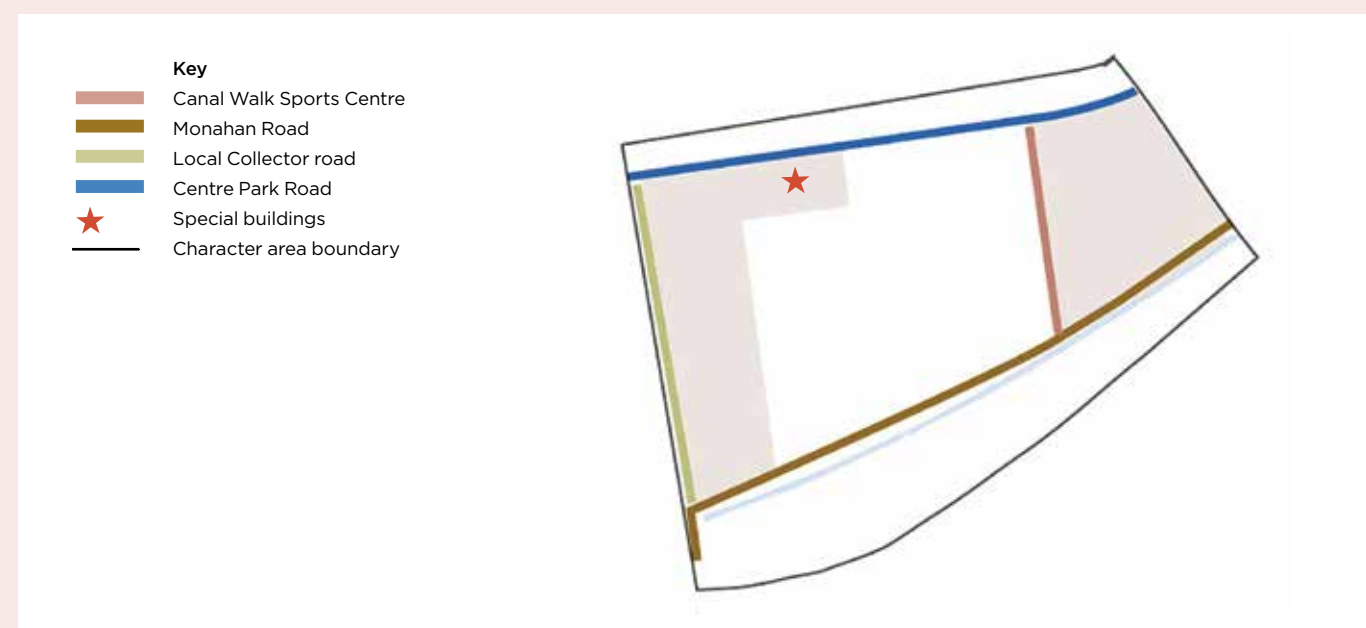 Key
Canal Walk Sports Centre
Monahan Road
Local Collector road
Centre Park Road
Special buildings
Character area boundary